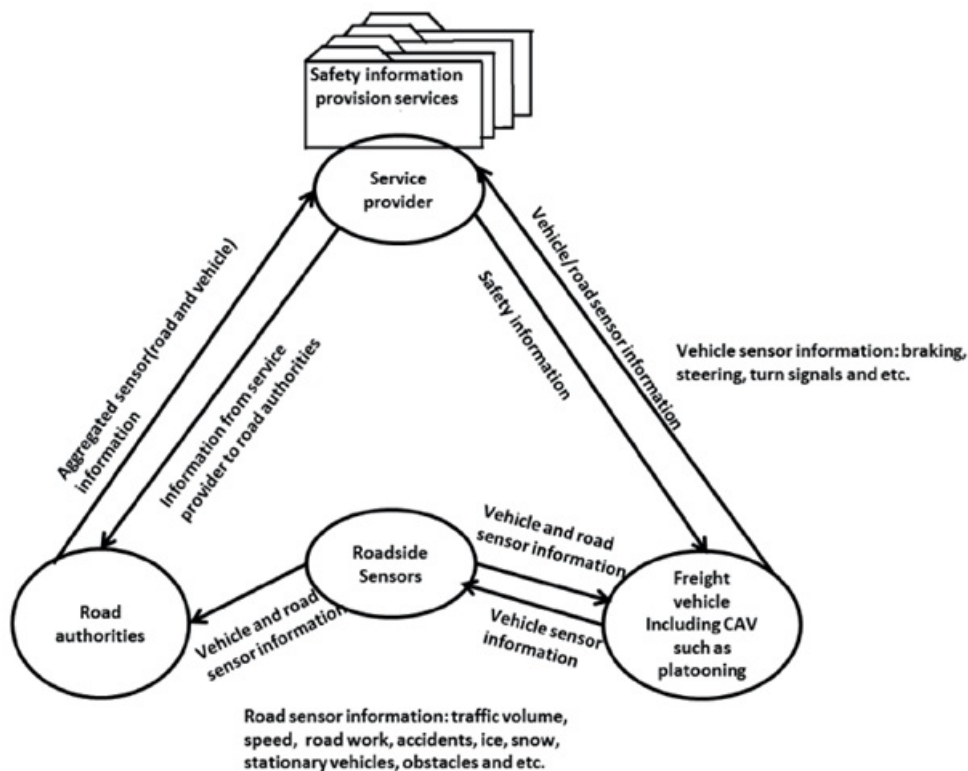 Safety information
provision services
Service
provider
Aggregated sensor(road and vehicle)
information
Information from service
provider to road authorities
Safety information
Vehicle/road sensor information
Vehicle sensor information: braking,
steering, turn signals and etc.
Road
authorities
Roadside
Sensors
Vehicle and road
sensor information
Vehicle and road
sensor information
Vehicle sensor
information
Freight
vehicle
Including CAV
such as
platooning
Road sensor information: traffic volume,
speed, road work, accidents, ice, snow,
stationary vehicles, obstacles and etc.